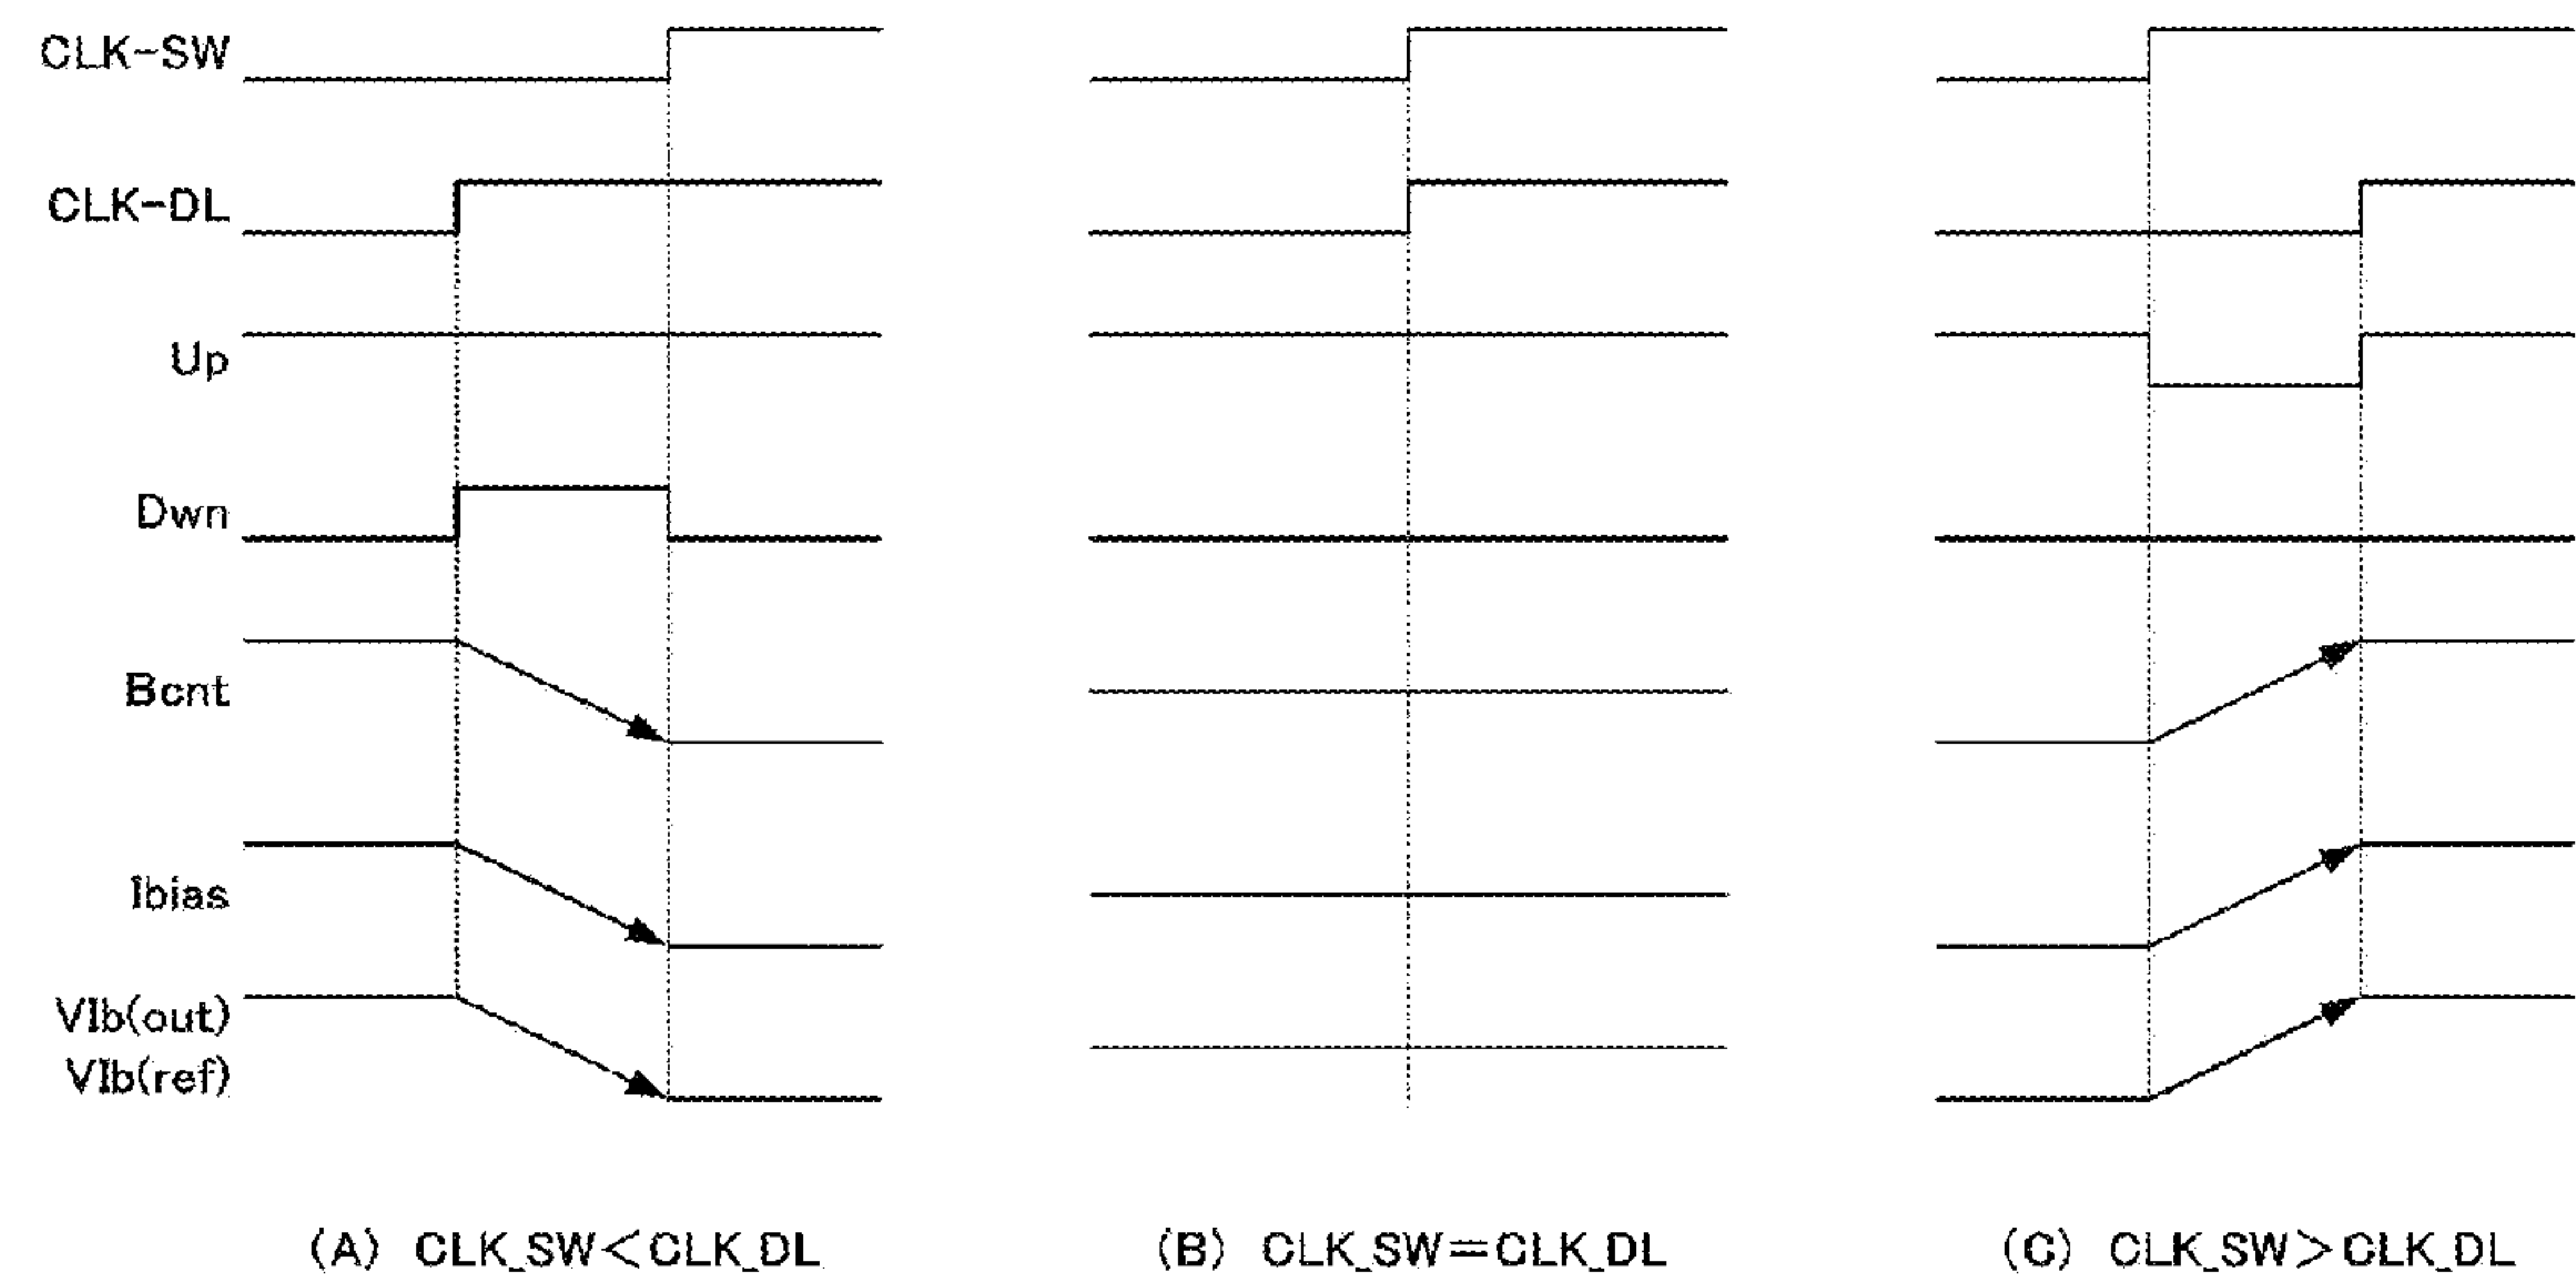 CLK-SW
CLK-DL
Up
Dwn
Bcnt
Ibias
VIb(out)
VIb(ref)
(A) CLK_SW<CLK_DL
(B) CLK_SW=CLK_DL
(C) CLK_SW>CLK_DL